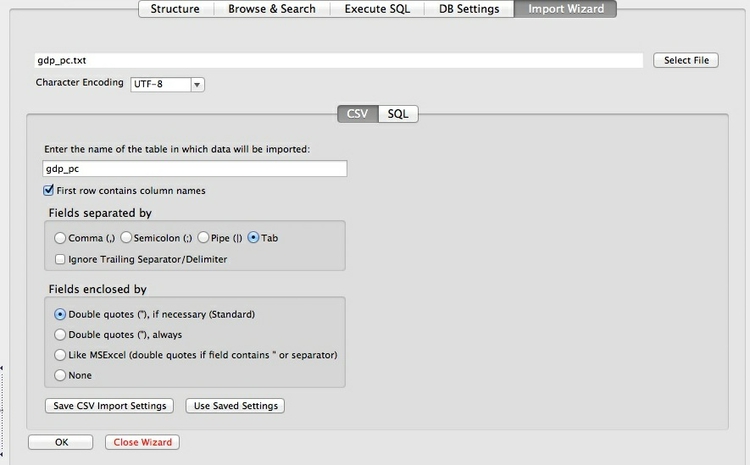 Structure Browse & Search Execute SQL DB Settings Import Wizard
gdp_pc.txt Select File
Character Encoding UTF-8
CSV SQL
Enter the name of the table in which data will be imported:
gdp_pc
First row contains column names
Fields separated by
Comma (,) Semicolon (;) Pipe (|) Tab
Ignore Trailing Separator/Delimiter
Fields enclosed by
Double quotes ("), if necessary (Standard)
Double quotes ("), always
Like MSExcel (double quotes if field contains " or separator)
None
Save CSV Import Settings Use Saved Settings
OK Close Wizard